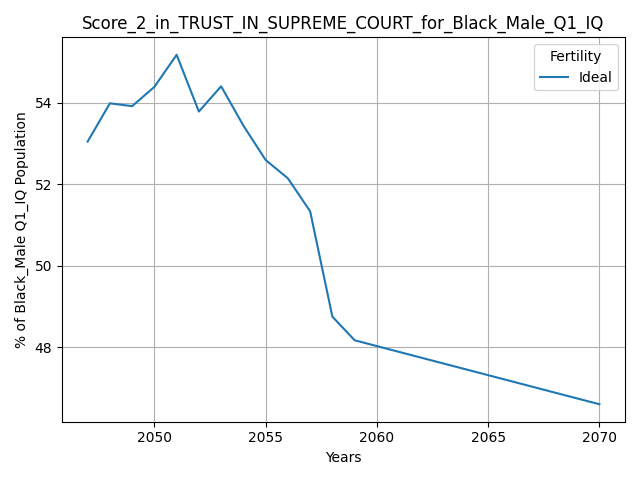 Score_2_in_TRUST_IN_SUPREME_COURT_for_Black_Male_Q1_IQ
Fertility
Ideal
% of Black_Male Q1_IQ Population
54
52
50
48
2050
2055
2060
2065
2070
Years